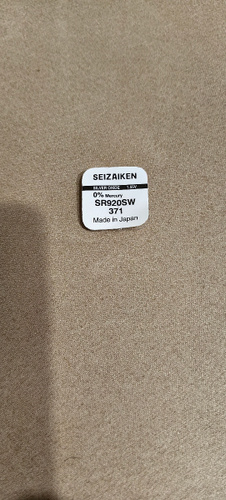 SEIZAIKEN
SILVER OXIDE 1.55V
0% Mercury
SR920SW
371
Made in Japan